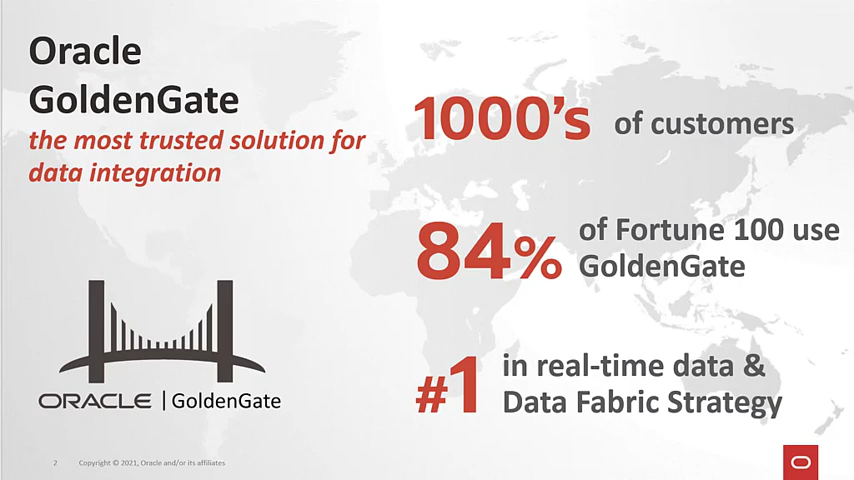 Oracle
GoldenGate
the most trusted solution for
data integration
1000's of customers
84% of Fortune 100 use
GoldenGate
#1 in real-time data &
Data Fabric Strategy
ORACLE | GoldenGate
2 Copyright © 2021, Oracle and/or its affiliates